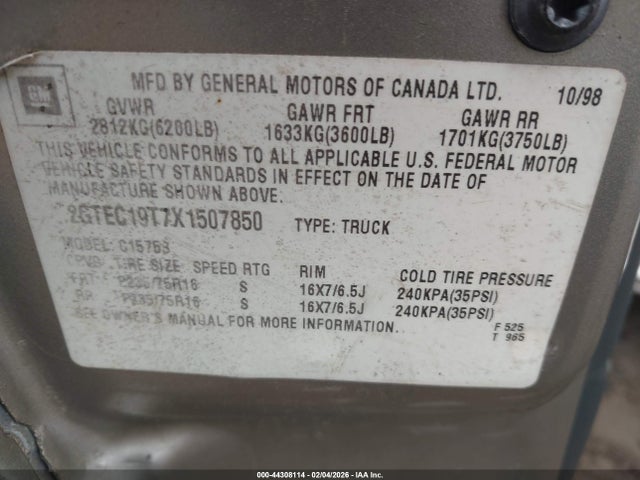 GM
MFD BY GENERAL MOTORS OF CANADA LTD. 10/98
GVWR GAWR FRT GAWR RR
2812KG(6200LB) 1633KG(3600LB) 1701KG(3750LB)
THIS VEHICLE CONFORMS TO ALL APPLICABLE U.S. FEDERAL MOTOR
VEHICLE SAFETY STANDARDS IN EFFECT ON THE DATE OF
MANUFACTURE SHOWN ABOVE.
2GTEC19T7X1507850 TYPE: TRUCK
MODEL: C15753
TIRE SIZE SPEED RTG RIM COLD TIRE PRESSURE
FRT P235/75R16 S 16X7/6.5J 240KPA(35PSI)
RR P235/75R16 S 16X7/6.5J 240KPA(35PSI)
SEE OWNER'S MANUAL FOR MORE INFORMATION.
F 525
T 965
000-44308114 - 02/04/2026 - IAA Inc.